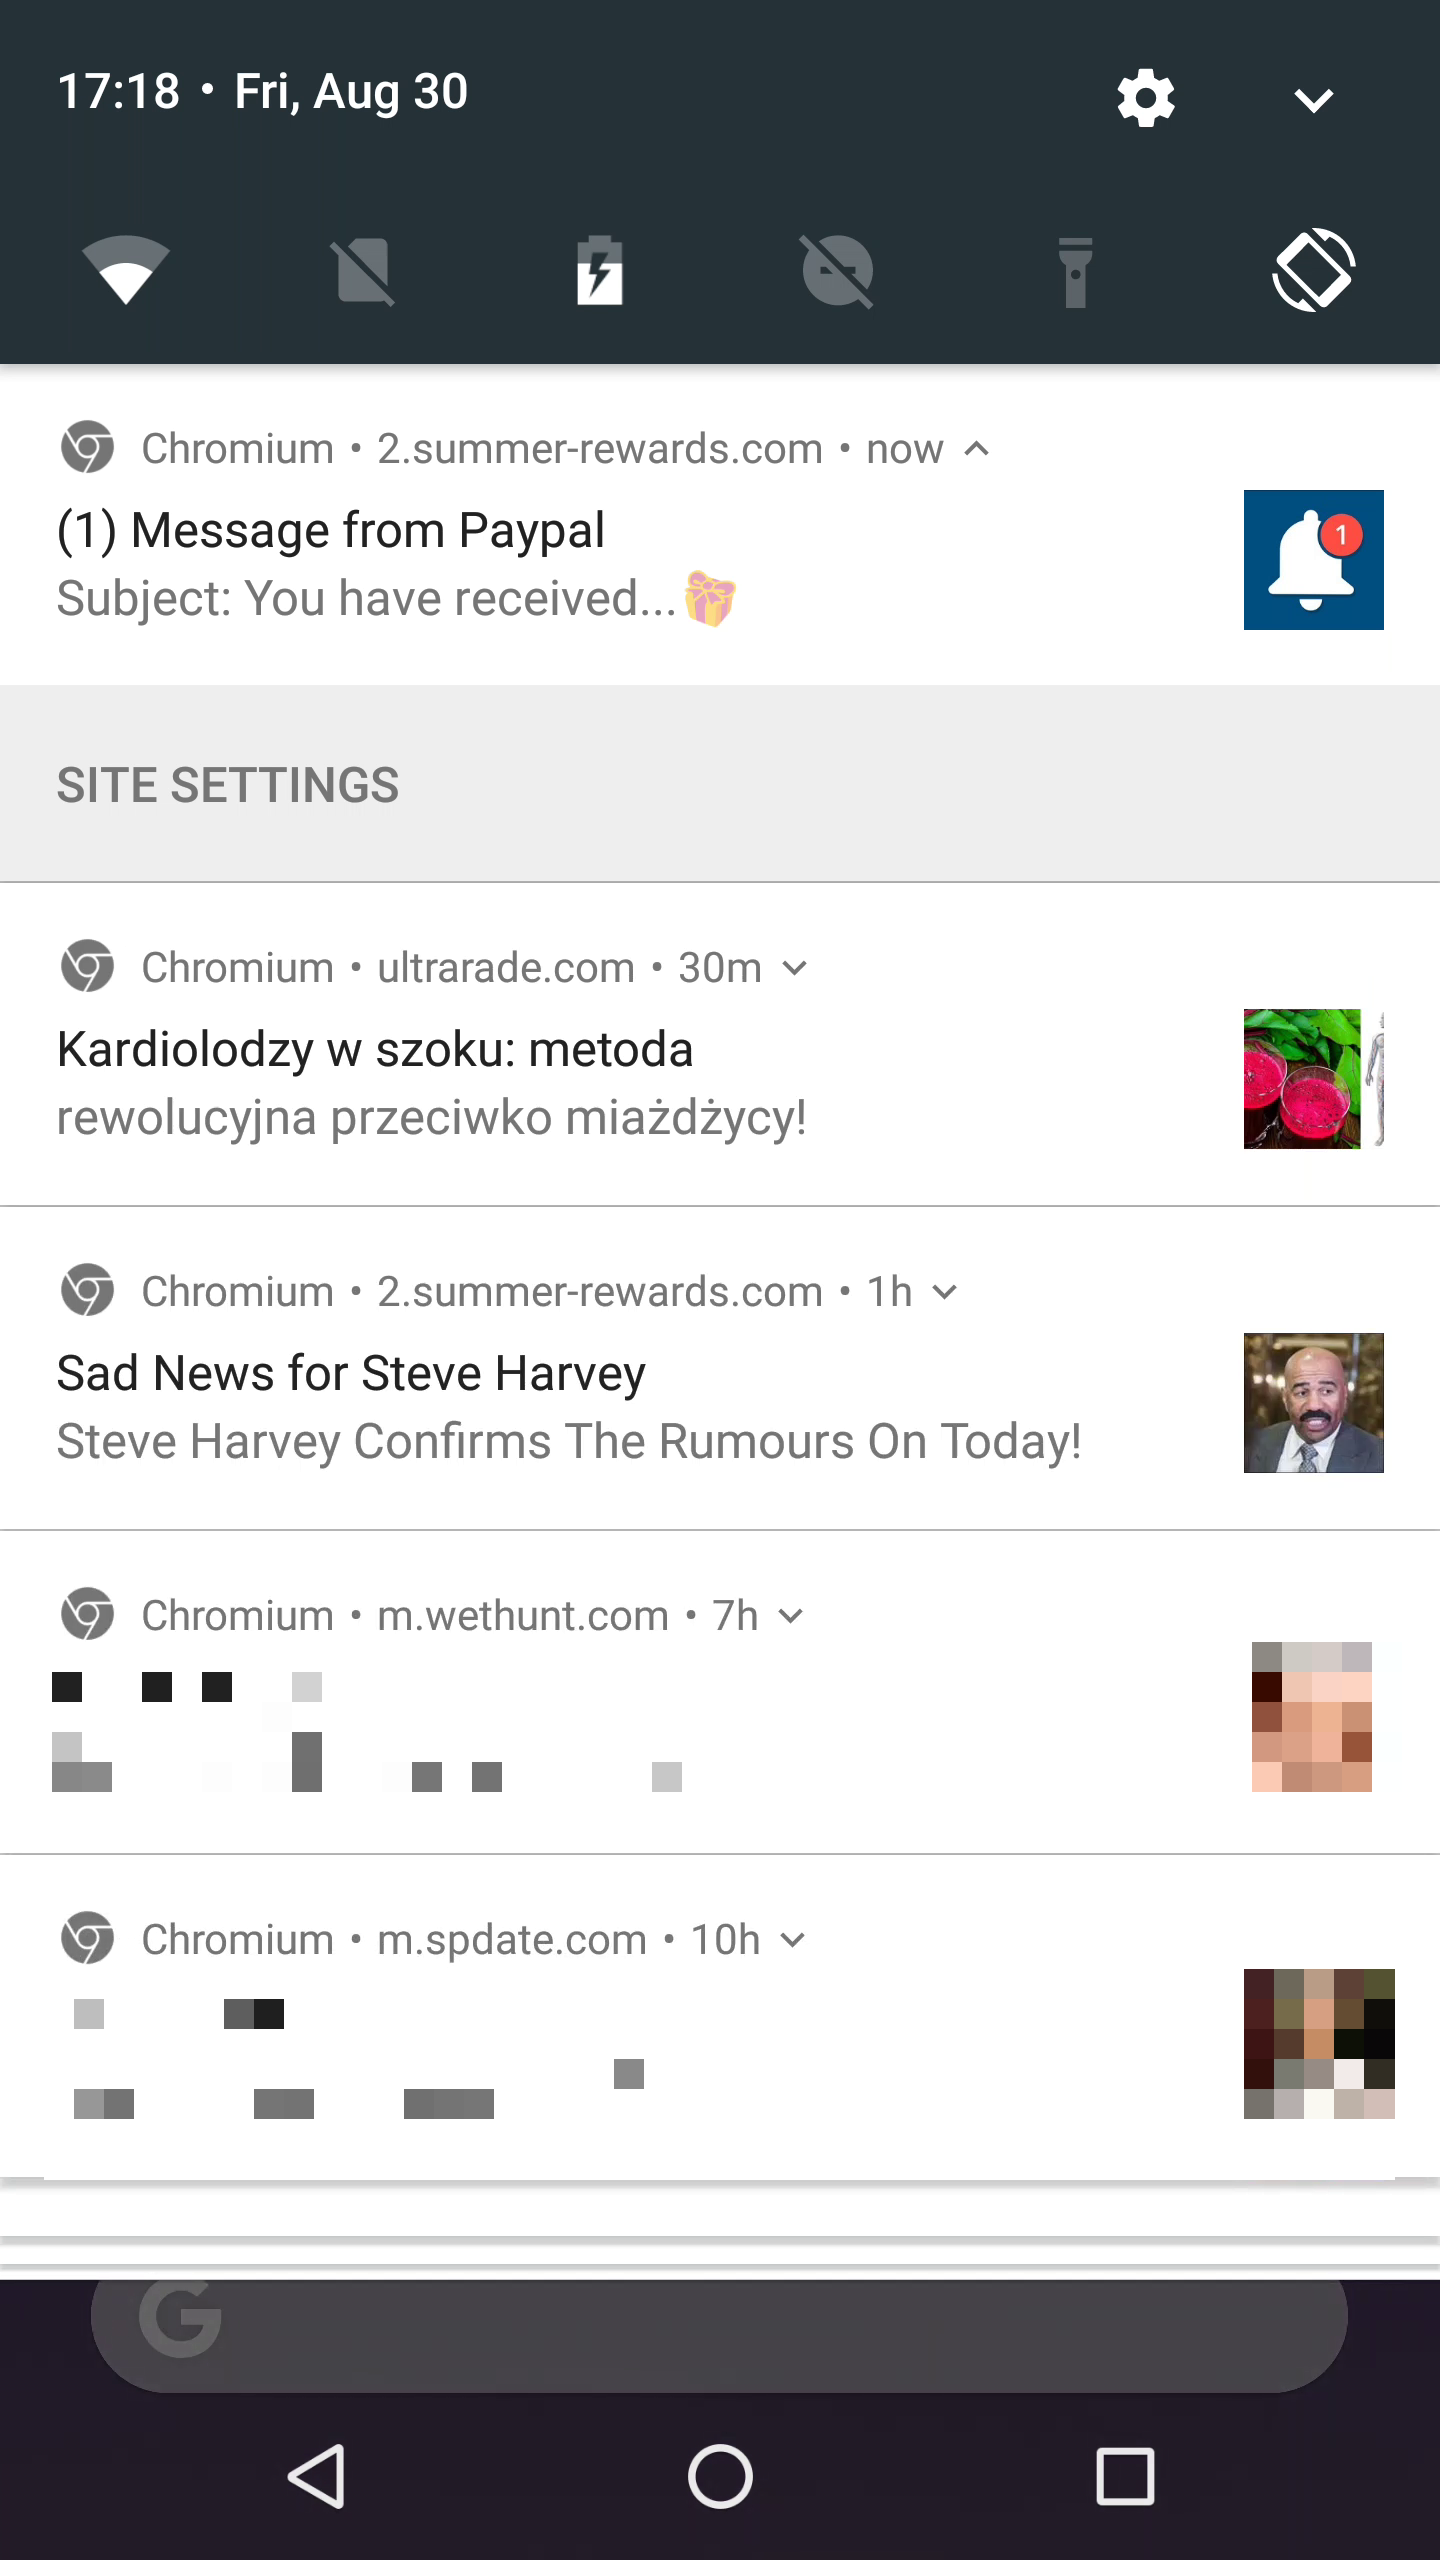 17:18 • Fri, Aug 30
Chromium • 2.summer-rewards.com • now
(1) Message from Paypal
Subject: You have received...🎁
1
SITE SETTINGS
Chromium • ultrarade.com • 30m
Kardiolodzy w szoku: metoda
rewolucyjna przeciwko miażdżycy!
Chromium • 2.summer-rewards.com • 1h
Sad News for Steve Harvey
Steve Harvey Confirms The Rumours On Today!
Chromium • m.wethunt.com • 7h
Chromium • m.spdate.com • 10h
G